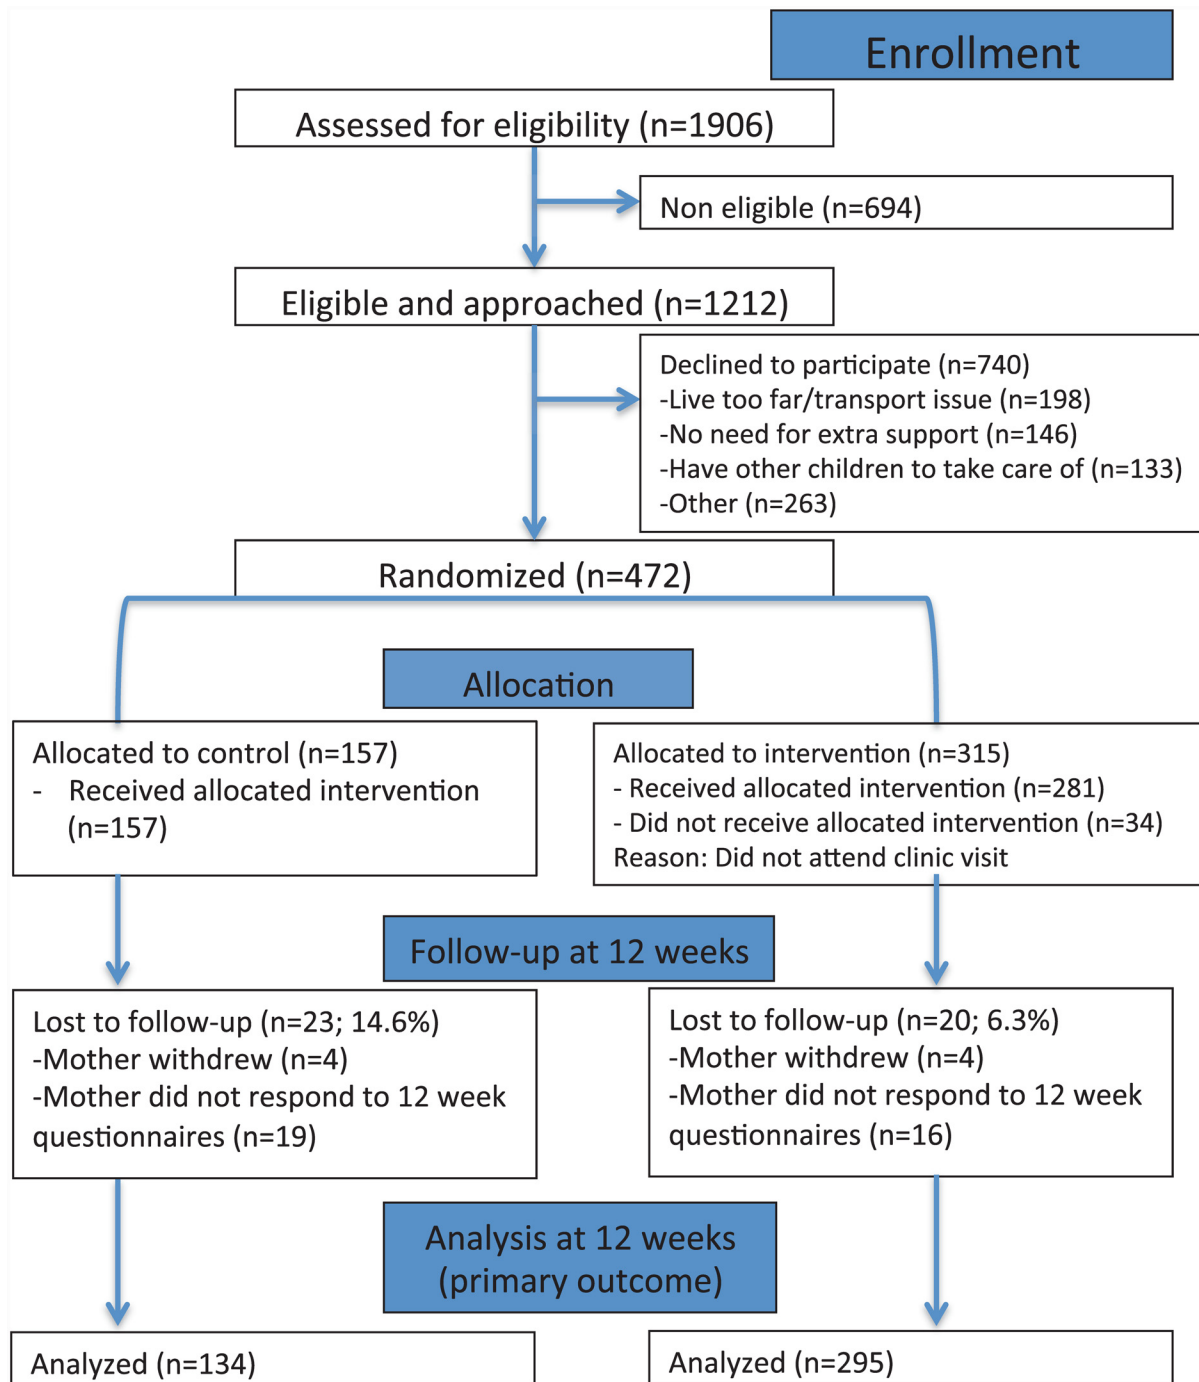 Enrollment
Assessed for eligibility (n=1906)
Non eligible (n=694)
Eligible and approached (n=1212)
Declined to participate (n=740)
-Live too far/transport issue (n=198)
-No need for extra support (n=146)
-Have other children to take care of (n=133)
-Other (n=263)
Randomized (n=472)
Allocation
Allocated to control (n=157)
- Received allocated intervention
(n=157)
Allocated to intervention (n=315)
- Received allocated intervention (n=281)
- Did not receive allocated intervention (n=34)
Reason: Did not attend clinic visit
Follow-up at 12 weeks
Lost to follow-up (n=23; 14.6%)
-Mother withdrew (n=4)
-Mother did not respond to 12 week
questionnaires (n=19)
Lost to follow-up (n=20; 6.3%)
-Mother withdrew (n=4)
-Mother did not respond to 12 week
questionnaires (n=16)
Analysis at 12 weeks
(primary outcome)
Analyzed (n=134)
Analyzed (n=295)